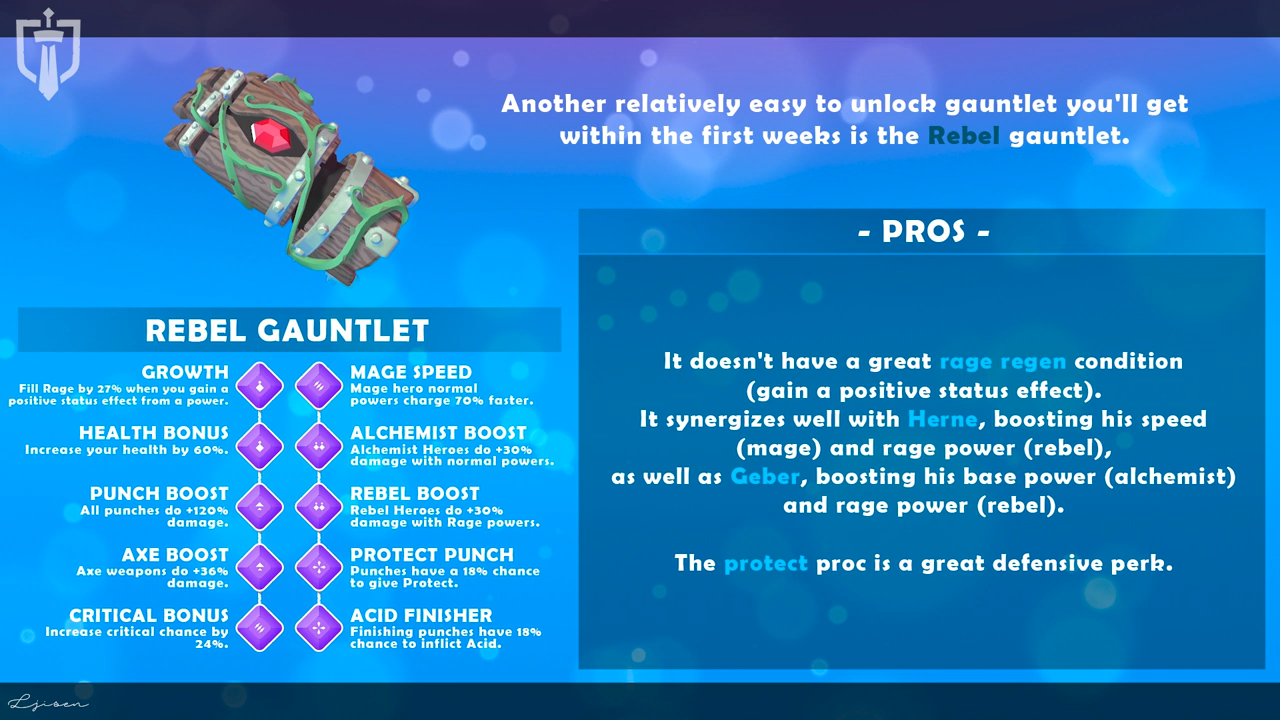 Another relatively easy to unlock gauntlet you'll get
within the first weeks is the Rebel gauntlet.
- PROS -
It doesn't have a great rage regen condition
(gain a positive status effect).
It synergizes well with Herne, boosting his speed
(mage) and rage power (rebel),
as well as Geber, boosting his base power (alchemist)
and rage power (rebel).
The protect proc is a great defensive perk.
REBEL GAUNTLET
GROWTH
Fill Rage by 27% when you gain a
positive status effect from a power.
HEALTH BONUS
Increase your health by 60%.
PUNCH BOOST
All punches do +120%
damage.
AXE BOOST
Axe weapons do +36%
damage.
CRITICAL BONUS
Increase critical chance by
24%.
MAGE SPEED
Mage hero normal
powers charge 70% faster.
ALCHEMIST BOOST
Alchemist Heroes do +30%
damage with normal powers.
REBEL BOOST
Rebel Heroes do +30%
damage with Rage powers.
PROTECT PUNCH
Punches have a 18% chance
to give Protect.
ACID FINISHER
Finishing punches have 18%
chance to inflict Acid.